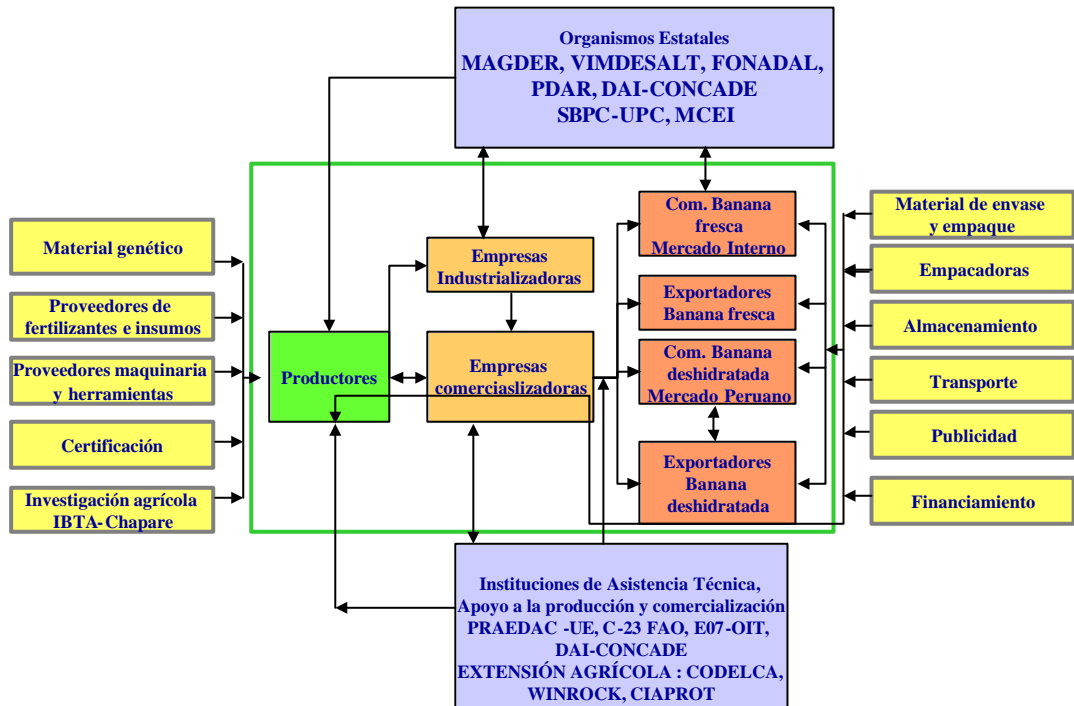 Organismos Estatales
MAGDER, VIMDESALT, FONADAL,
PDAR, DAI-CONCADE
SBPC-UPC, MCEI
Material genético
Proveedores de
fertilizantes e insumos
Proveedores maquinaria
y herramientas
Certificación
Investigación agrícola
IBTA-Chapare
Productores
Empresas
Industrializadoras
Empresas
comerciaslizadoras
Com. Banana
fresca
Mercado Interno
Exportadores
Banana fresca
Com. Banana
deshidratada
Mercado Peruano
Exportadores
Banana
deshidratada
Material de envase
y empaque
Empacadoras
Almacenamiento
Transporte
Publicidad
Financiamiento
Instituciones de Asistencia Técnica,
Apoyo a la producción y comercialización
PRAEDAC -UE, C-23 FAO, E07-OIT,
DAI-CONCADE
EXTENSIÓN AGRÍCOLA : CODELCA,
WINROCK, CIAPROT